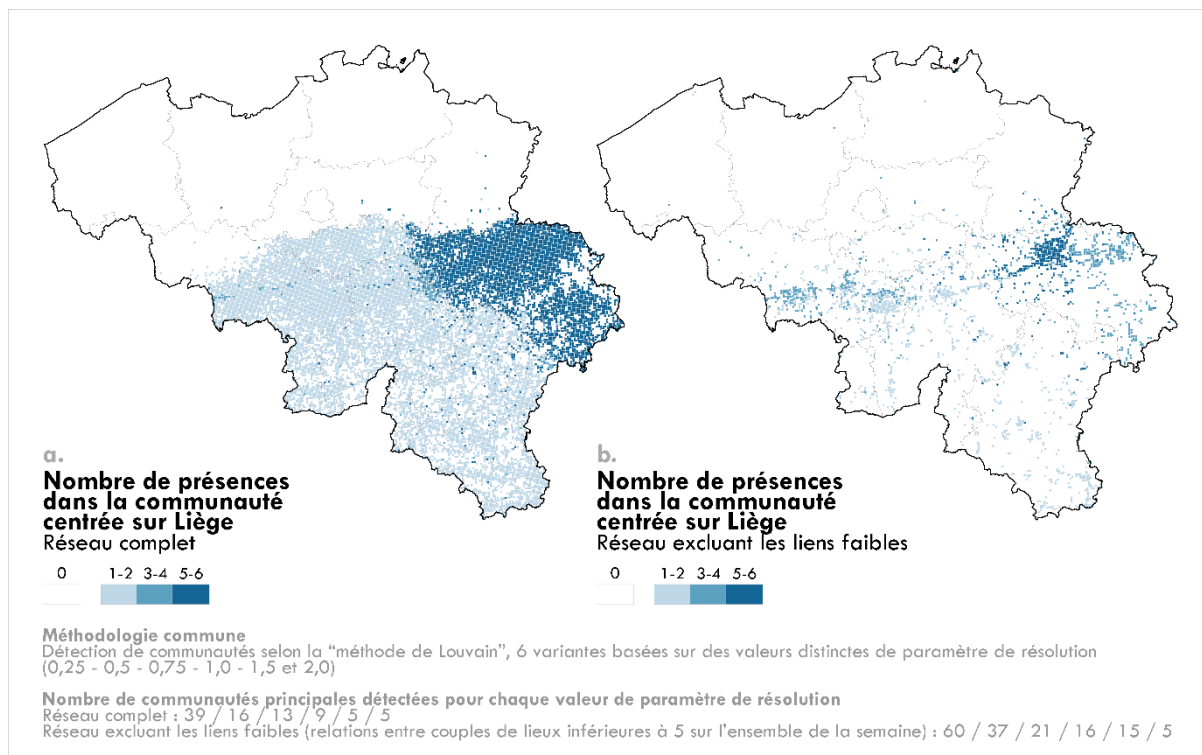 a.
Nombre de présences
dans la communauté
centrée sur Liège
Réseau complet
0 1-2 3-4 5-6
b.
Nombre de présences
dans la communauté
centrée sur Liège
Réseau excluant les liens faibles
0 1-2 3-4 5-6
Méthodologie commune
Détection de communautés selon la “méthode de Louvain”, 6 variantes basées sur des valeurs distinctes de paramètre de résolution
(0,25 - 0,5 - 0,75 - 1,0 - 1,5 et 2,0)
Nombre de communautés principales détectées pour chaque valeur de paramètre de résolution
Réseau complet : 39 / 16 / 13 / 9 / 5 / 5
Réseau excluant les liens faibles (relations entre couples de lieux inférieures à 5 sur l’ensemble de la semaine) : 60 / 37 / 21 / 16 / 15 / 5